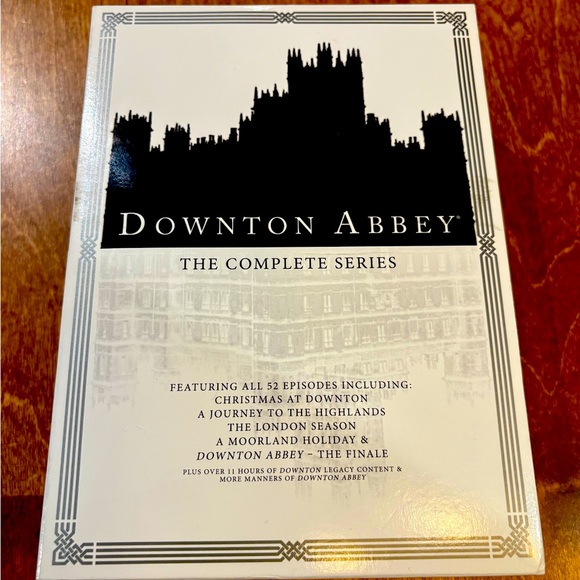 DOWNTON ABBEY®
THE COMPLETE SERIES
FEATURING ALL 52 EPISODES INCLUDING:
CHRISTMAS AT DOWNTON
A JOURNEY TO THE HIGHLANDS
THE LONDON SEASON
A MOORLAND HOLIDAY &
DOWNTON ABBEY – THE FINALE
PLUS OVER 11 HOURS OF DOWNTON LEGACY CONTENT &
MORE MANNERS OF DOWNTON ABBEY